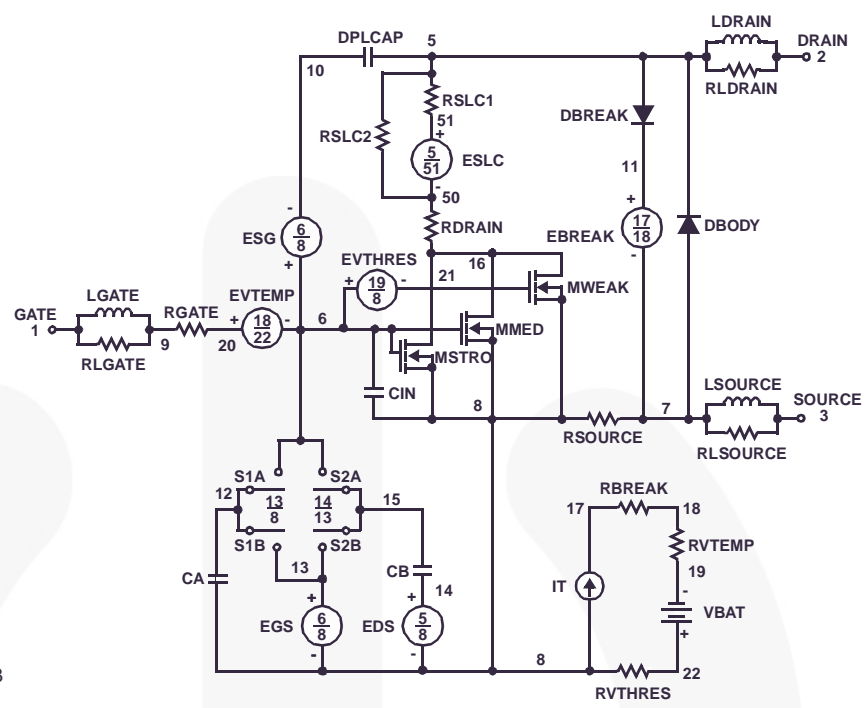 LDRAIN
DPLCAP 5 DRAIN
2
10
RLDRAIN
RSLC1
DBREAK
51
RSLC2
+
5
51
ESLC
11
-
50
-
RDRAIN
+
17
18
EBREAK
DBODY
ESG
6
8
EVTHRES
16
-
+
+ 19
8
- 21
MWEAK
LGATE
RGATE
EVTEMP
GATE
1
+ 18
22
- 6
MMED
9
20
RLGATE
MSTRO
CIN
LSOURCE
8 7 SOURCE
3
RSOURCE
RLSOURCE
S1A S2A
12
13
8
14
13
15
RBREAK
17 18
S1B S2B
RVTEMP
13
CA
CB
19
IT
14
-
VBAT
+
EGS
6
8
-
+
EDS
5
8
-
+
8
22
RVTHRES
3